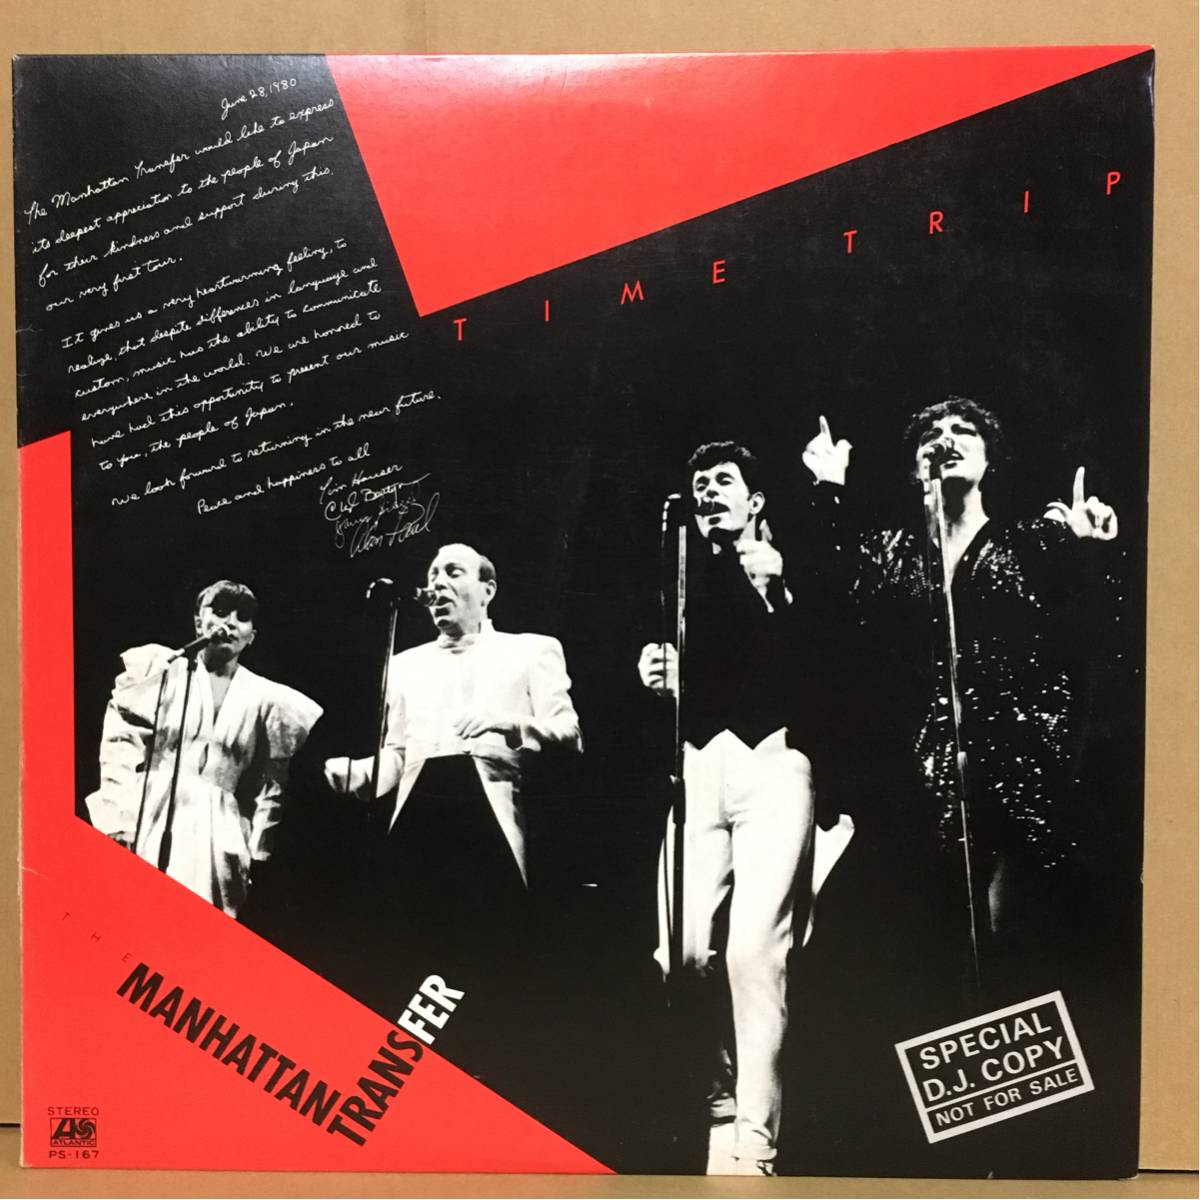 June 28, 1980
The Manhattan Transfer would like to express
its deepest appreciation to the people of Japan
for their kindness and support during this,
our very first tour.
It gives us a very heartwarming feeling, to
realize, that despite differences in language and
custom, music has the ability to communicate
everywhere in the world. We are honored to
have had this opportunity to present our music
to you, the people of Japan.
We look forward to returning in the near future.
Peace and happiness to all
Tim Hauser
Alan Paul
TIME TRIP
THE
MANHATTAN
TRANSFER
STEREO
ATLANTIC
PS-167
SPECIAL
D.J. COPY
NOT FOR SALE